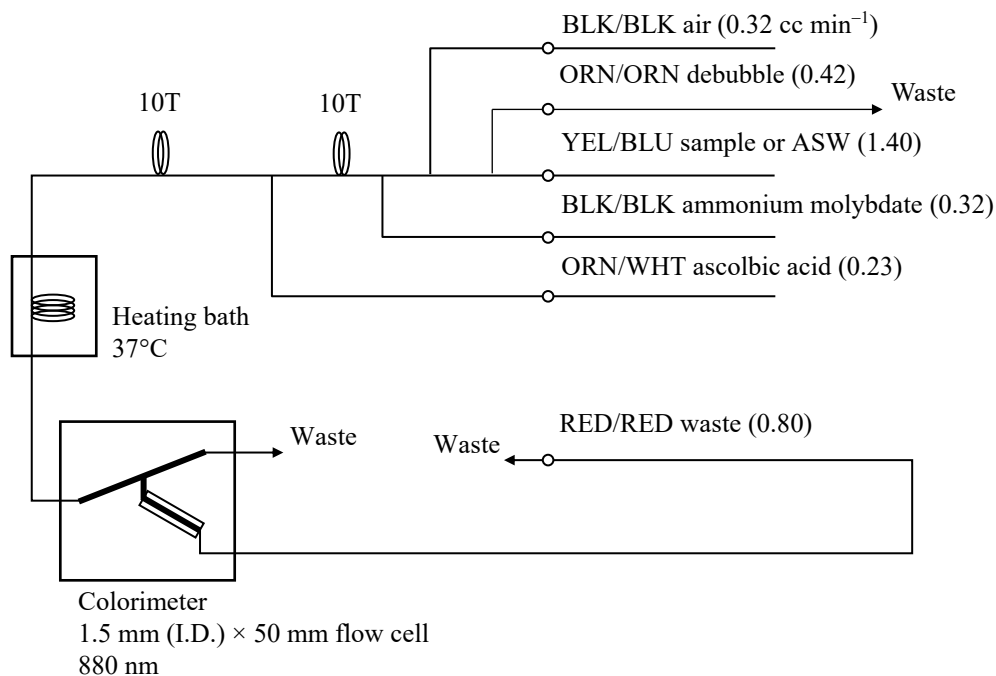 BLK/BLK air (0.32 cc min⁻¹)
ORN/ORN debubble (0.42)
Waste
10T
10T
YEL/BLU sample or ASW (1.40)
BLK/BLK ammonium molybdate (0.32)
ORN/WHT ascolbic acid (0.23)
Heating bath
37°C
RED/RED waste (0.80)
Waste
Waste
Colorimeter
1.5 mm (I.D.) × 50 mm flow cell
880 nm